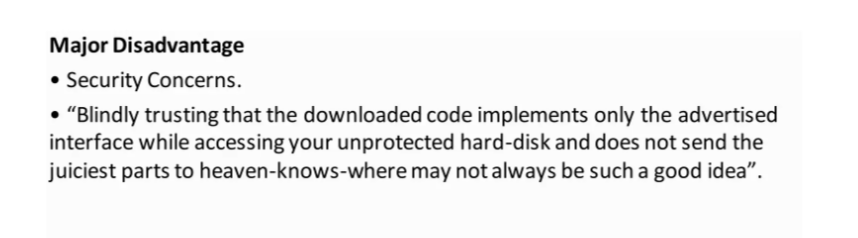 Major Disadvantage
• Security Concerns.
• “Blindly trusting that the downloaded code implements only the advertised
interface while accessing your unprotected hard-disk and does not send the
juiciest parts to heaven-knows-where may not always be such a good idea”.